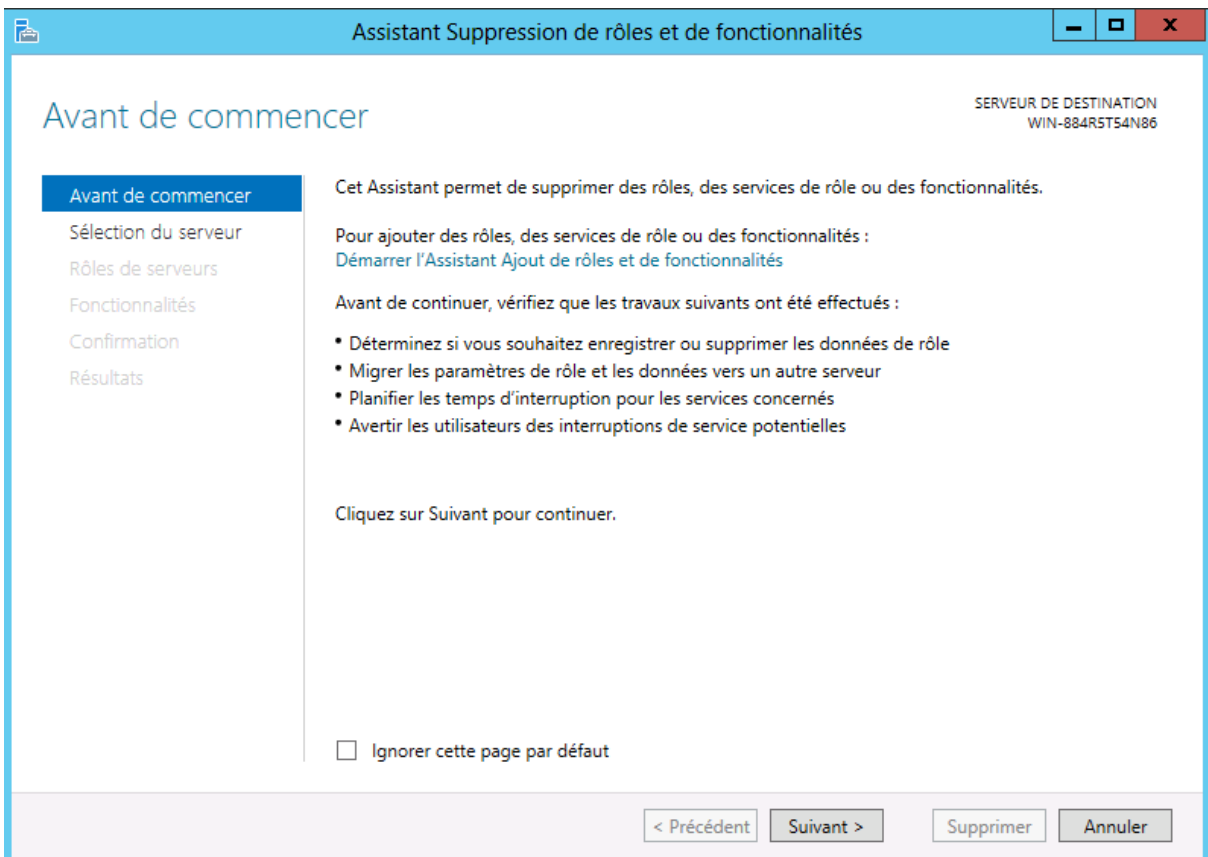 Assistant Suppression de rôles et de fonctionnalités
Avant de commencer
SERVEUR DE DESTINATION
WIN-884R5T54N86
Avant de commencer
Sélection du serveur
Rôles de serveurs
Fonctionnalités
Confirmation
Résultats
Cet Assistant permet de supprimer des rôles, des services de rôle ou des fonctionnalités.
Pour ajouter des rôles, des services de rôle ou des fonctionnalités :
Démarrer l'Assistant Ajout de rôles et de fonctionnalités
Avant de continuer, vérifiez que les travaux suivants ont été effectués :
• Déterminez si vous souhaitez enregistrer ou supprimer les données de rôle
• Migrer les paramètres de rôle et les données vers un autre serveur
• Planifier les temps d'interruption pour les services concernés
• Avertir les utilisateurs des interruptions de service potentielles
Cliquez sur Suivant pour continuer.
Ignorer cette page par défaut
< Précédent
Suivant >
Supprimer
Annuler